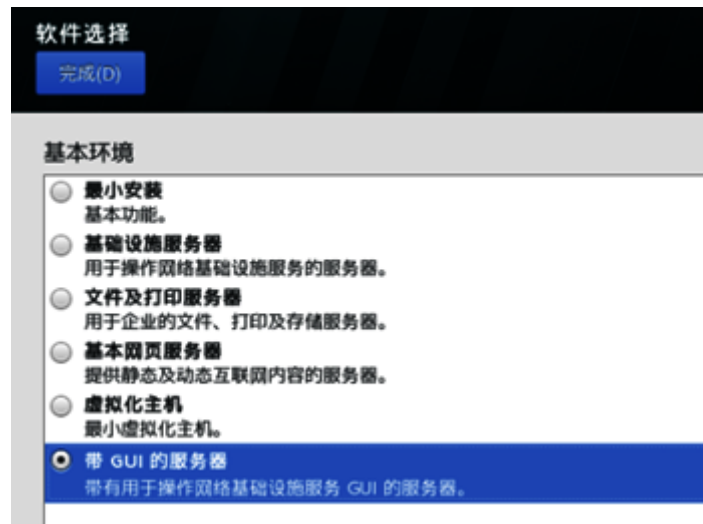 软件选择
完成(D)
基本环境
最小安装
基本功能。
基础设施服务器
用于操作网络基础设施服务的服务器。
文件及打印服务器
用于企业的文件、打印及存储服务器。
基本网页服务器
提供静态及动态互联网内容的服务器。
虚拟化主机
最小虚拟化主机。
带 GUI 的服务器
带有用于操作网络基础设施服务 GUI 的服务器。